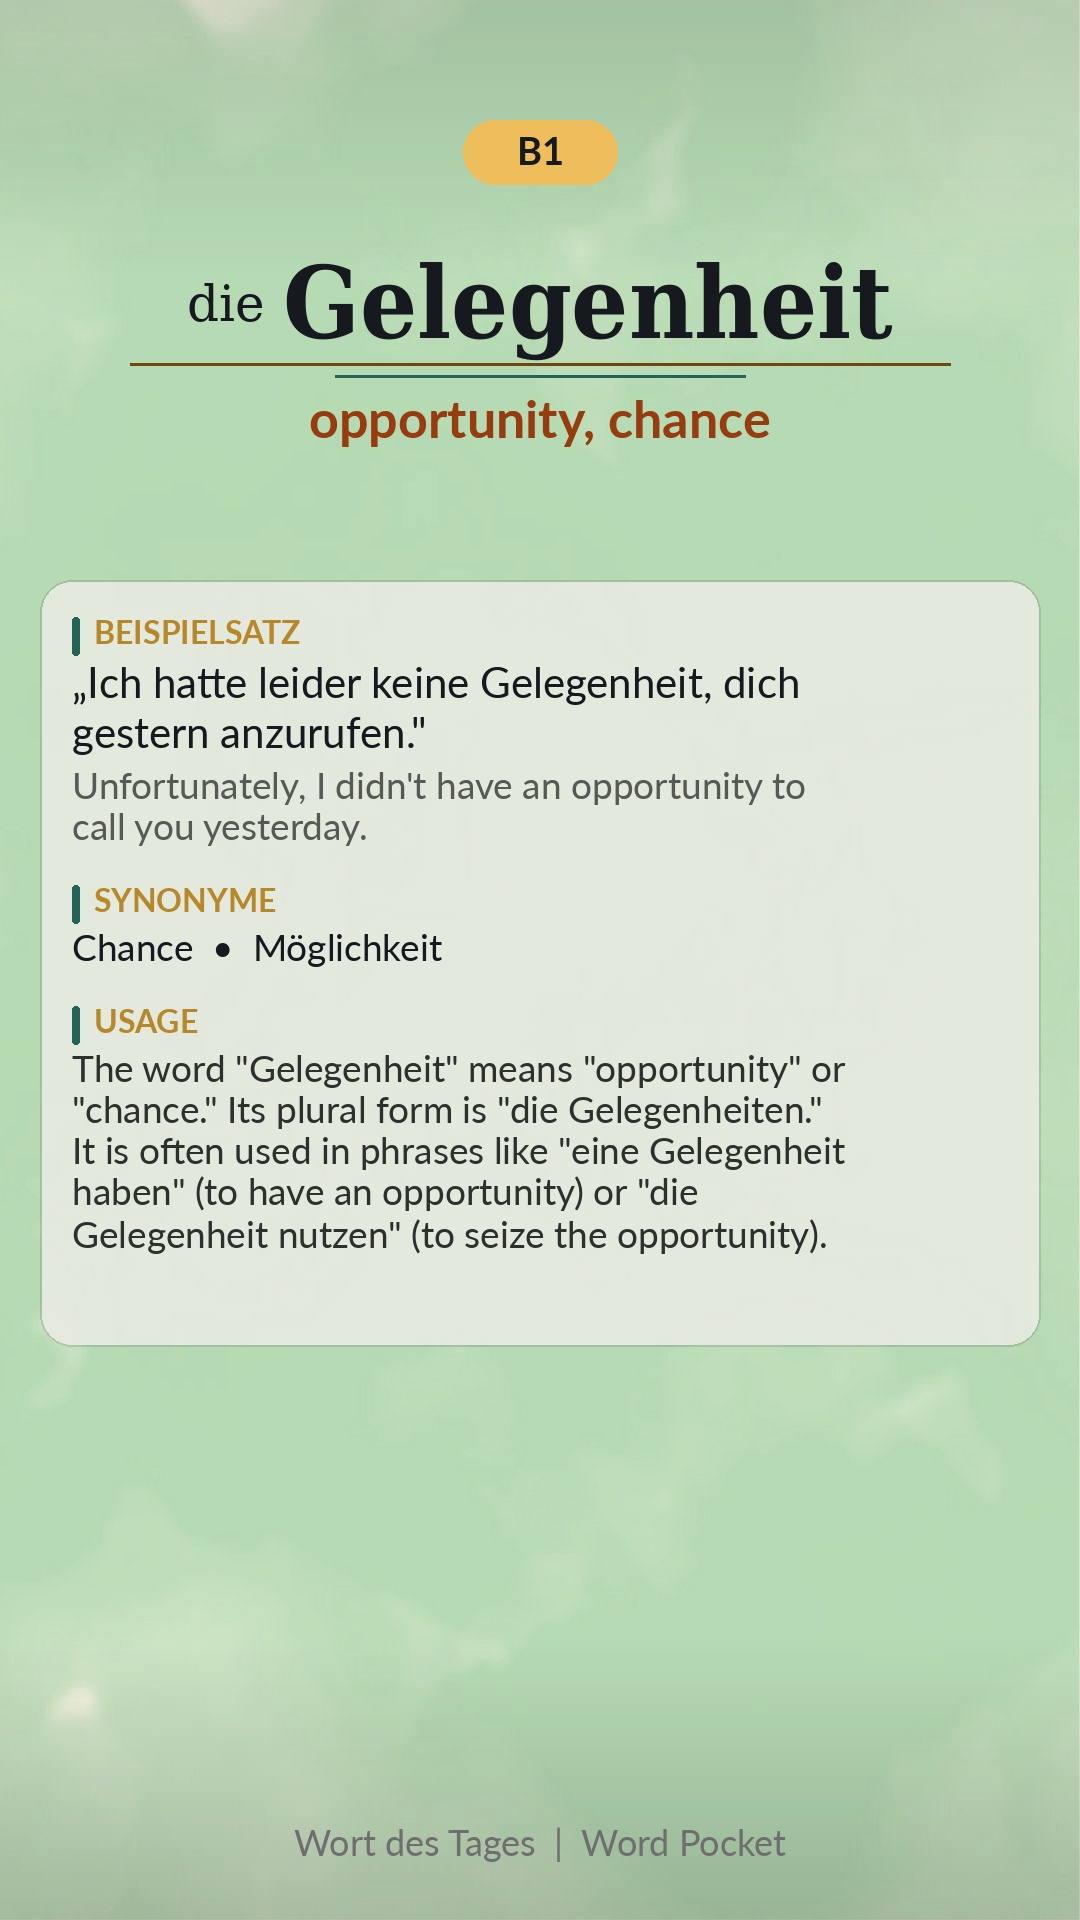 B1
die Gelegenheit
opportunity, chance
BEISPIELSATZ
„Ich hatte leider keine Gelegenheit, dich
gestern anzurufen."
Unfortunately, I didn't have an opportunity to
call you yesterday.
SYNONYME
Chance • Möglichkeit
USAGE
The word "Gelegenheit" means "opportunity" or
"chance." Its plural form is "die Gelegenheiten."
It is often used in phrases like "eine Gelegenheit
haben" (to have an opportunity) or "die
Gelegenheit nutzen" (to seize the opportunity).
Wort des Tages | Word Pocket